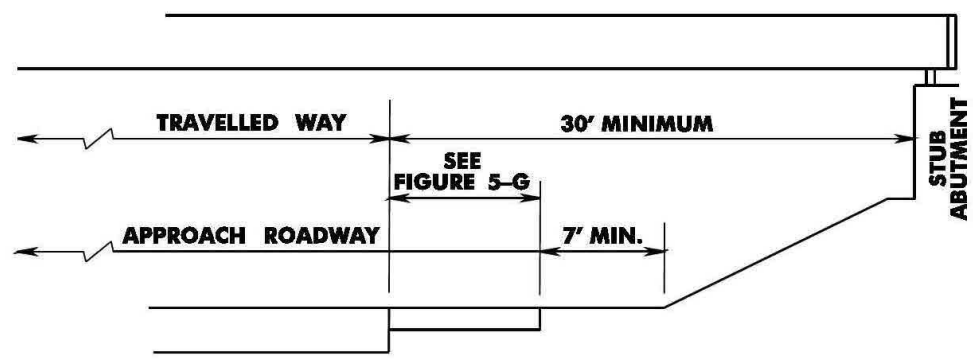 TRAVELLED WAY
30' MINIMUM
SEE
FIGURE 5-G
APPROACH ROADWAY
7' MIN.
STUB
ABUTMENT